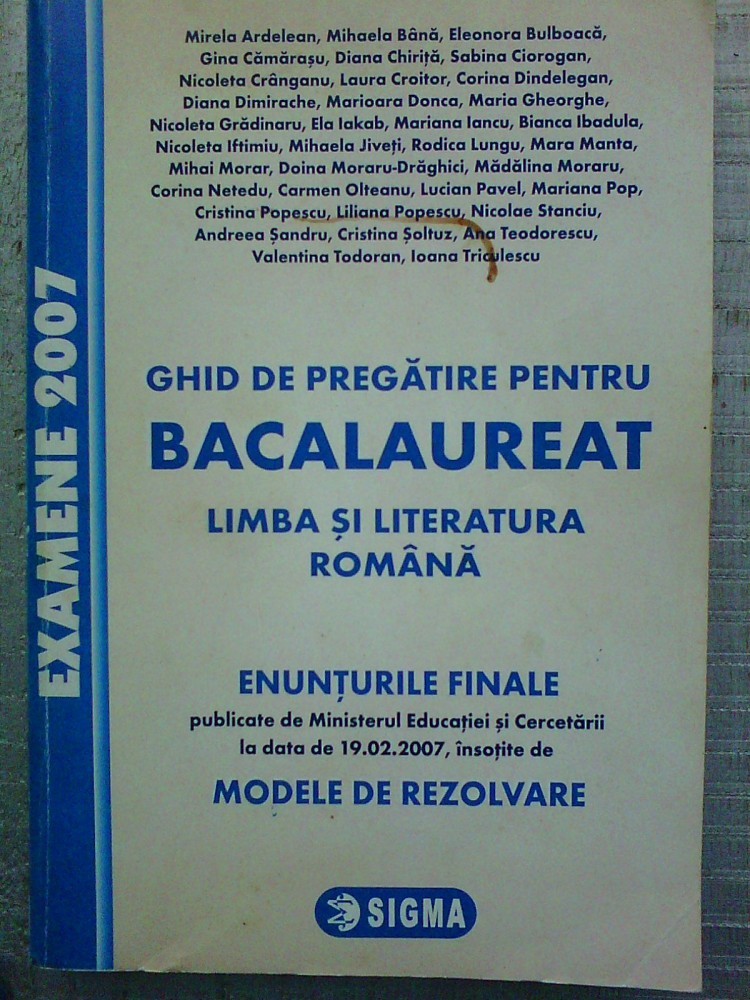 Mirela Ardelean, Mihaela Bână, Eleonora Bulboacă,
Gina Cămărașu, Diana Chiriță, Sabina Ciorogan,
Nicoleta Crânganu, Laura Croitor, Corina Dindelegan,
Diana Dimirache, Marioara Donca, Maria Gheorghe,
Nicoleta Grădinaru, Ela Iakab, Mariana Iancu, Bianca Ibadula,
Nicoleta Iftimiu, Mihaela Jiveți, Rodica Lungu, Mara Manta,
Mihai Morar, Doina Moraru-Drăghici, Mădălina Moraru,
Corina Netedu, Carmen Olteanu, Lucian Pavel, Mariana Pop,
Cristina Popescu, Liliana Popescu, Nicolae Stanciu,
Andreea Șandru, Cristina Șoltuz, Ana Teodorescu,
Valentina Todoran, Ioana Triculescu
EXAMENE 2007
GHID DE PREGĂTIRE PENTRU
BACALAUREAT
LIMBA ȘI LITERATURA
ROMÂNĂ
ENUNȚURILE FINALE
publicate de Ministerul Educației și Cercetării
la data de 19.02.2007, însoțite de
MODELE DE REZOLVARE
SIGMA